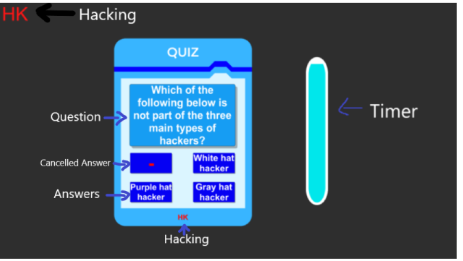 HK
Hacking
QUIZ
Which of the
following below is
not part of the three
main types of
hackers?
Question
Timer
Cancelled Answer
-
White hat
hacker
Answers
Purple hat
hacker
Gray hat
hacker
HK
Hacking